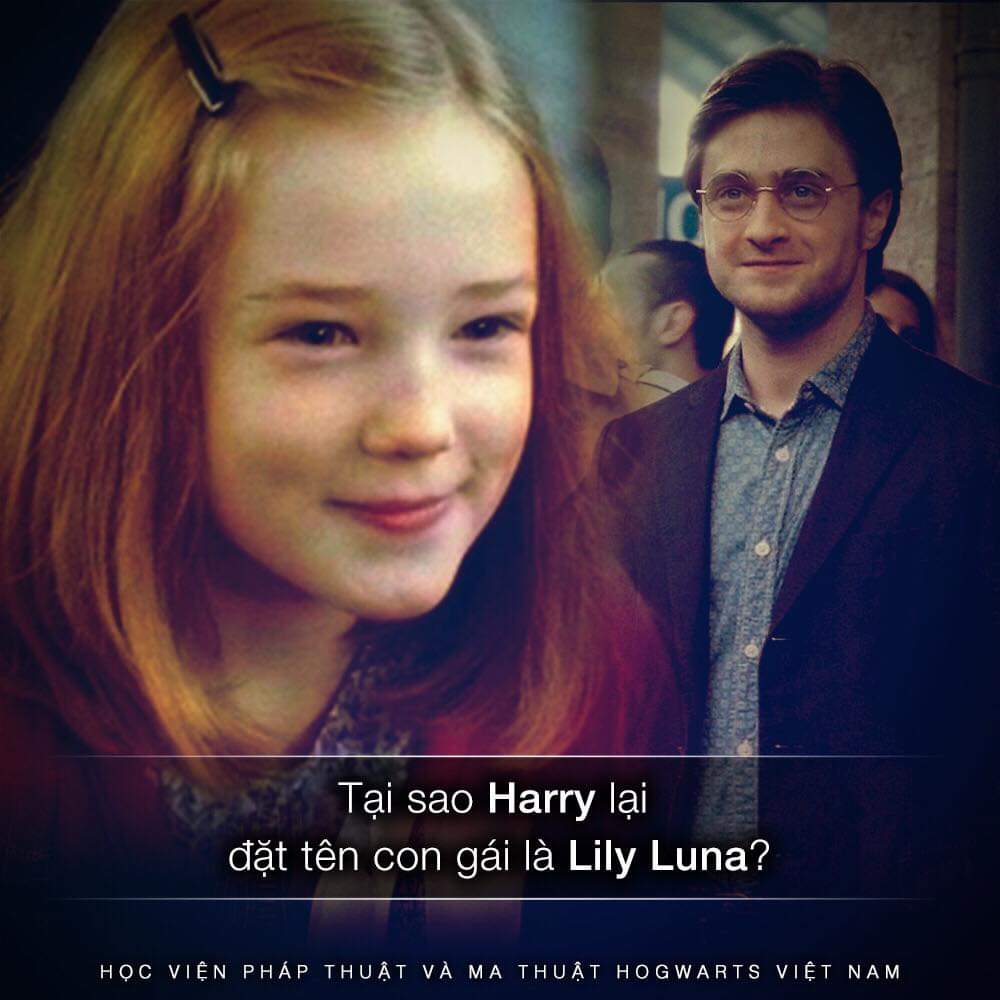 Tại sao Harry lại
đặt tên con gái là Lily Luna?
HỌC VIỆN PHÁP THUẬT VÀ MA THUẬT HOGWARTS VIỆT NAM